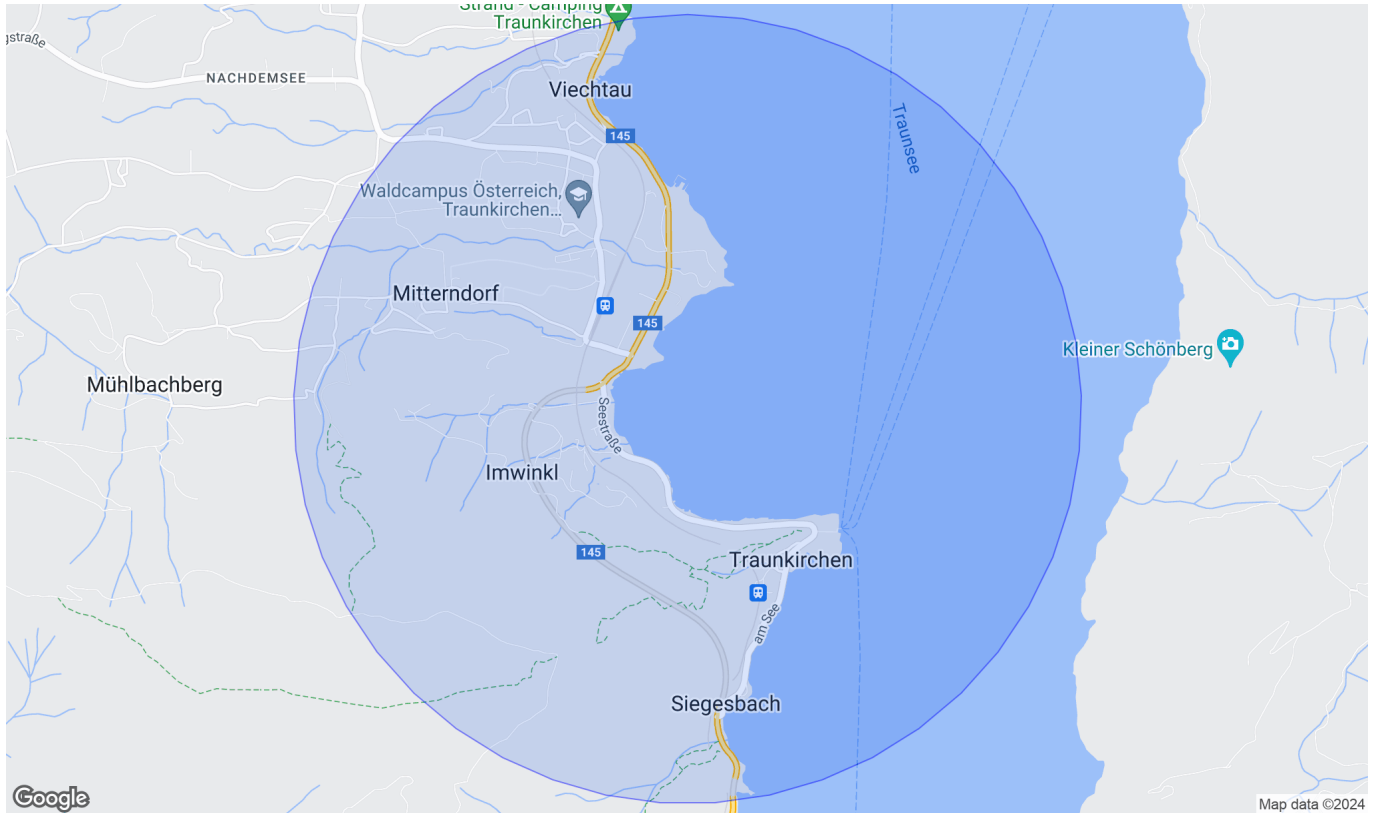 Strand - Camping
Traunkirchen
NACHDEMSEE
Viechtau
145
Traunsee
Waldcampus Österreich,
Traunkirchen...
Mitterndorf
145
Kleiner Schönberg
Mühlbachberg
Seestraße
Imwinkl
145
Traunkirchen
am See
Siegesbach
Google
Map data ©2024